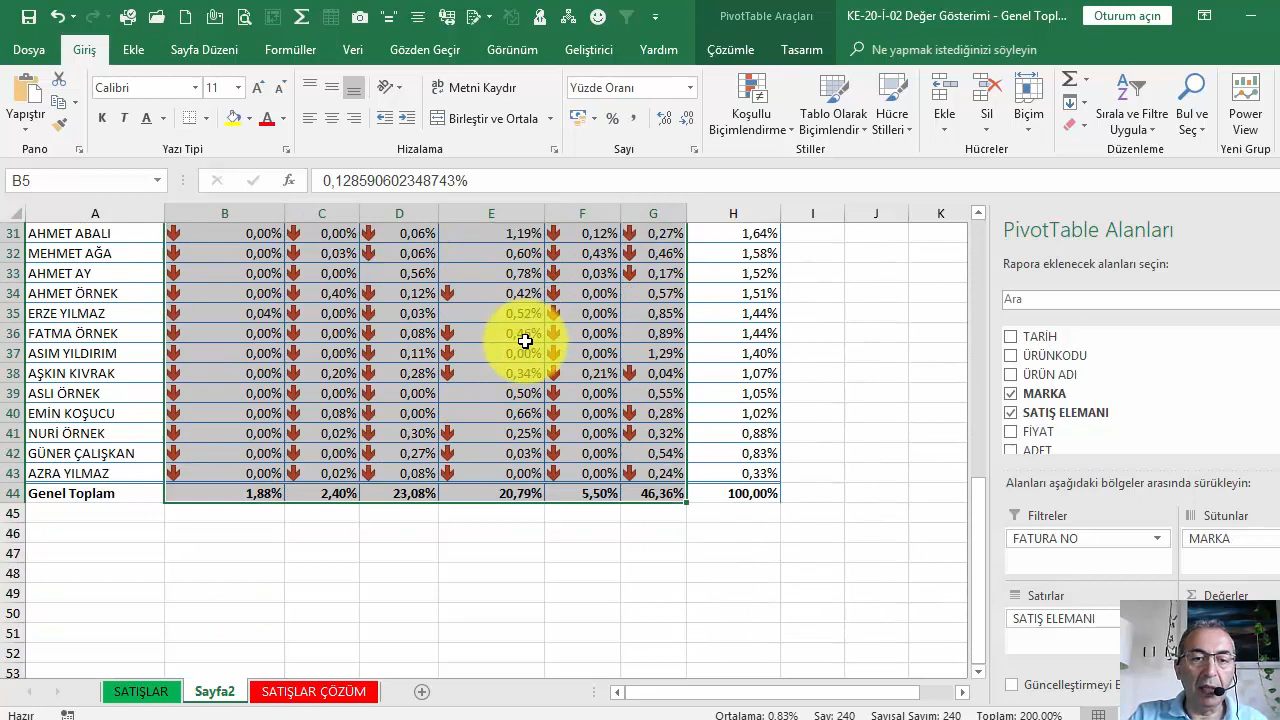 PivotTable Araçları
KE-20-İ-02 Değer Gösterimi - Genel Topl...
Oturum açın
Dosya Giriş Ekle Sayfa Düzeni Formüller Veri Gözden Geçir Görünüm Geliştirici Yardım Çözümle Tasarım Ne yapmak istediğinizi söyleyin
Yapıştır
Calibri 11
Metni Kaydır
Birleştir ve Ortala
Yüzde Oranı
Koşullu Biçimlendirme
Tablo Olarak Biçimlendir
Hücre Stilleri
Ekle Sil Biçim
Sırala ve Filtre Uygula
Bul ve Seç
Power View
Pano Yazı Tipi Hizalama Sayı Stiller Hücreler Düzenleme Yeni Grup
B5 0,128590602348743%
A B C D E F G H I J K
31 AHMET ABALI 0,00% 0,00% 0,06% 1,19% 0,12% 0,27% 1,64%
32 MEHMET AĞA 0,00% 0,03% 0,06% 0,60% 0,43% 0,46% 1,58%
33 AHMET AY 0,00% 0,00% 0,56% 0,78% 0,03% 0,17% 1,52%
34 AHMET ÖRNEK 0,00% 0,40% 0,12% 0,42% 0,00% 0,57% 1,51%
35 ERZE YILMAZ 0,04% 0,00% 0,03% 0,52% 0,00% 0,85% 1,44%
36 FATMA ÖRNEK 0,00% 0,00% 0,08% 0,46% 0,00% 0,89% 1,44%
37 ASIM YILDIRIM 0,00% 0,00% 0,11% 0,00% 0,00% 1,29% 1,40%
38 AŞKIN KIVRAK 0,00% 0,20% 0,28% 0,34% 0,21% 0,04% 1,07%
39 ASLI ÖRNEK 0,00% 0,00% 0,00% 0,50% 0,00% 0,55% 1,05%
40 EMİN KOŞUCU 0,00% 0,08% 0,00% 0,66% 0,00% 0,28% 1,02%
41 NURİ ÖRNEK 0,00% 0,02% 0,30% 0,25% 0,00% 0,32% 0,88%
42 GÜNER ÇALIŞKAN 0,00% 0,00% 0,27% 0,03% 0,00% 0,54% 0,83%
43 AZRA YILMAZ 0,00% 0,02% 0,08% 0,00% 0,00% 0,24% 0,33%
44 Genel Toplam 1,88% 2,40% 23,08% 20,79% 5,50% 46,36% 100,00%
45
46
47
48
49
50
51
52
53
PivotTable Alanları
Rapora eklenecek alanları seçin:
Ara
TARİH
ÜRÜNKODU
ÜRÜN ADI
MARKA
SATIŞ ELEMANI
FİYAT
ADET
Alanları aşağıdaki bölgeler arasında sürükleyin:
Filtreler Sütunlar
FATURA NO MARKA
Satırlar Değerler
SATIŞ ELEMANI
Güncelleştirmeyi E
SATIŞLAR Sayfa2 SATIŞLAR ÇÖZÜM
Hazır Ortalama: 0,83% Say: 240 Sayısal Sayım: 240 Toplam: 200,00%